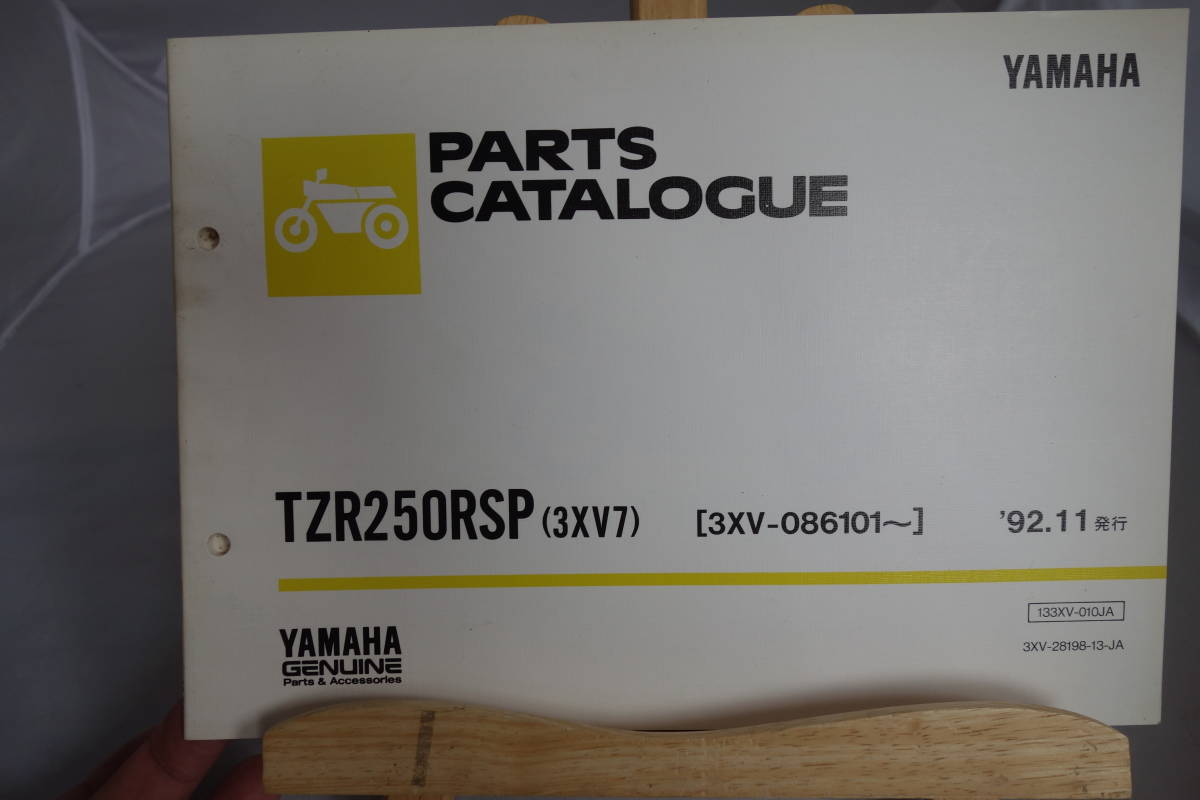 YAMAHA
PARTS
CATALOGUE
TZR250RSP (3XV7) [3XV-086101〜] '92.11 発行
133XV-010JA
3XV-28198-13-JA
YAMAHA
GENUINE
Parts & Accessories